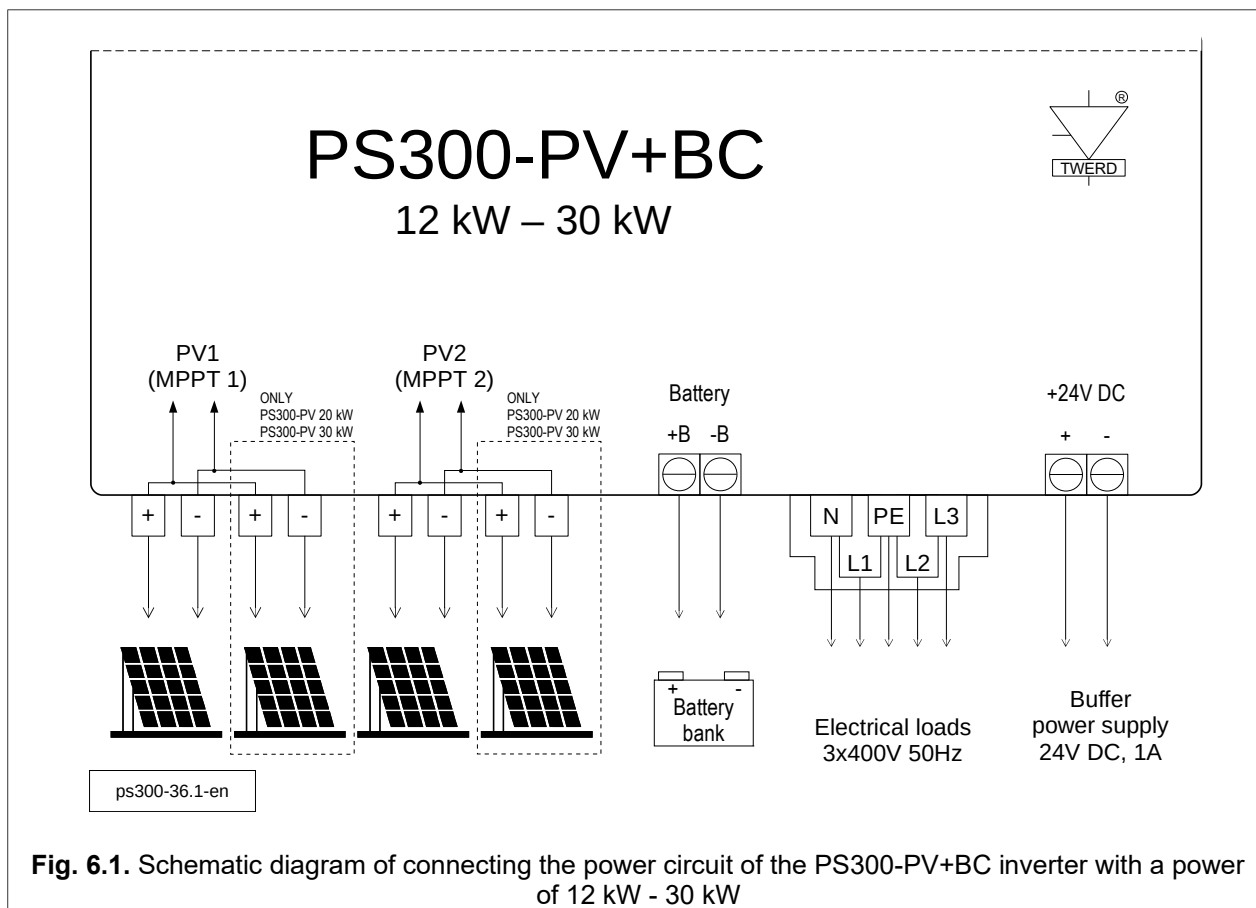 PS300-PV+BC
12 kW – 30 kW
®
TWERD
PV1
(MPPT 1)
ONLY
PS300-PV 20 kW
PS300-PV 30 kW
PV2
(MPPT 2)
ONLY
PS300-PV 20 kW
PS300-PV 30 kW
Battery
+B -B
+24V DC
+ -
+ - + -
+ - + -
N PE L3
L1 L2
+ -
Battery
bank
Electrical loads
3x400V 50Hz
Buffer
power supply
24V DC, 1A
ps300-36.1-en
Fig. 6.1. Schematic diagram of connecting the power circuit of the PS300-PV+BC inverter with a power
of 12 kW - 30 kW